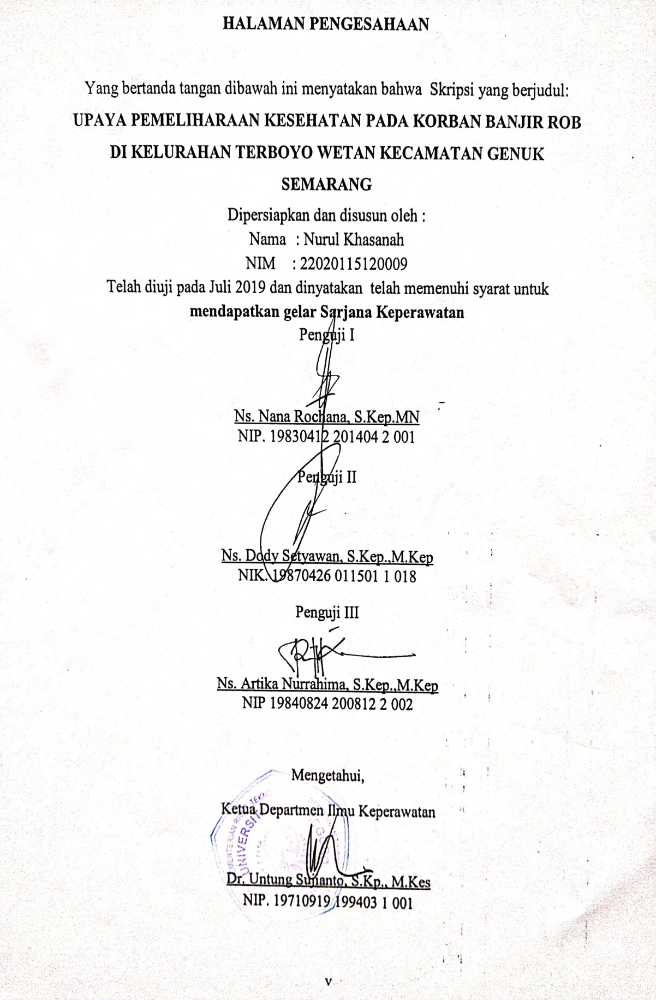 HALAMAN PENGESAHAAN
Yang bertanda tangan dibawah ini menyatakan bahwa Skripsi yang berjudul:
UPAYA PEMELIHARAAN KESEHATAN PADA KORBAN BANJIR ROB
DI KELURAHAN TERBOYO WETAN KECAMATAN GENUK
SEMARANG
Dipersiapkan dan disusun oleh :
Nama : Nurul Khasanah
NIM : 22020115120009
Telah diuji pada Juli 2019 dan dinyatakan telah memenuhi syarat untuk
mendapatkan gelar Sarjana Keperawatan
Penguji I
Ns. Nana Rochana, S.Kep.MN
NIP. 19830412 201404 2 001
Penguji II
Ns. Dody Setyawan, S.Kep.,M.Kep
NIK. 19870426 011501 1 018
Penguji III
Ns. Artika Nurrahima, S.Kep.,M.Kep
NIP 19840824 200812 2 002
Mengetahui,
Ketua Departmen Ilmu Keperawatan
Dr. Untung Sujianto, S.Kp., M.Kes
NIP. 19710919 199403 1 001
v